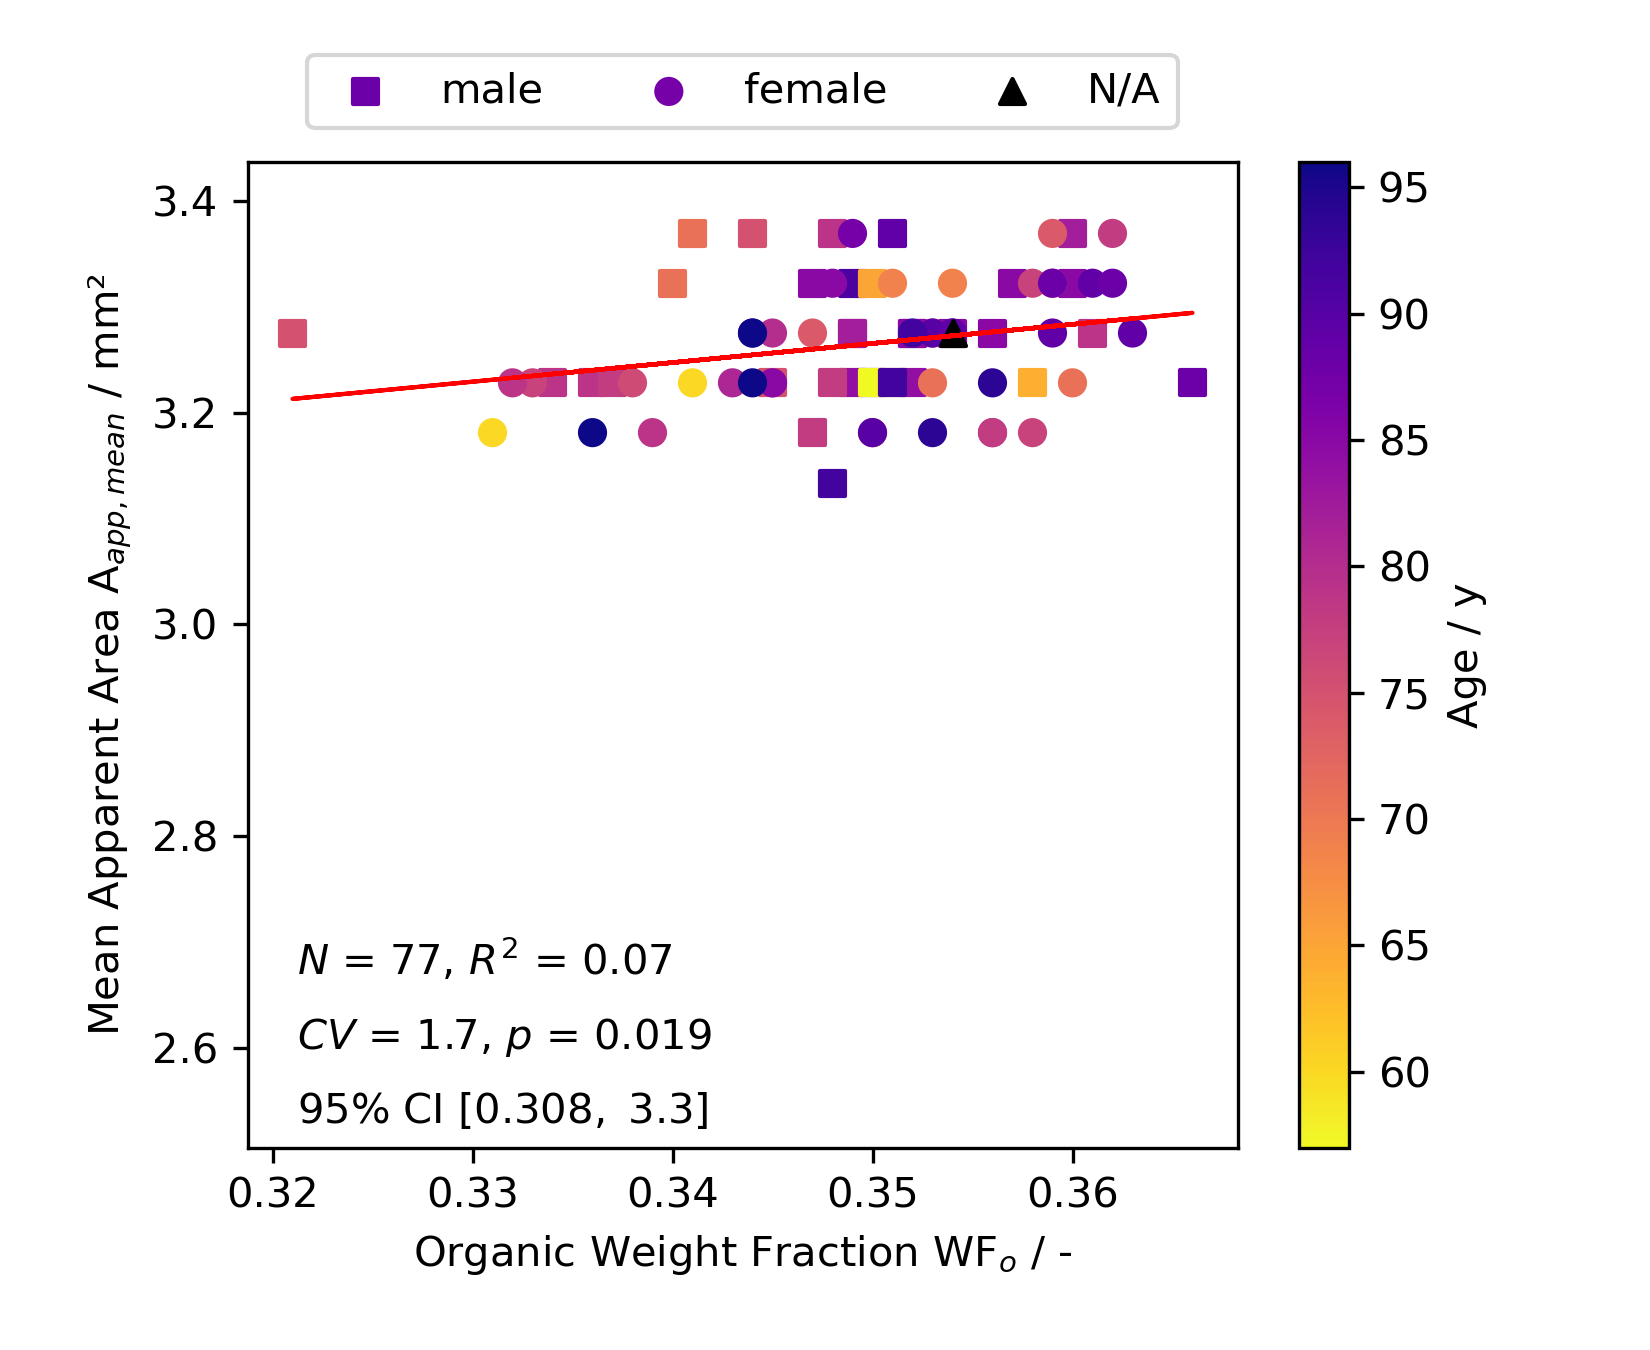 male female N/A
3.4
3.2
3.0
2.8
2.6
Mean Apparent Area A_{app, mean} / mm²
N = 77, R² = 0.07
CV = 1.7, p = 0.019
95% CI [0.308, 3.3]
0.32 0.33 0.34 0.35 0.36
Organic Weight Fraction WF_o / -
95
90
85
80
75
70
65
60
Age / y